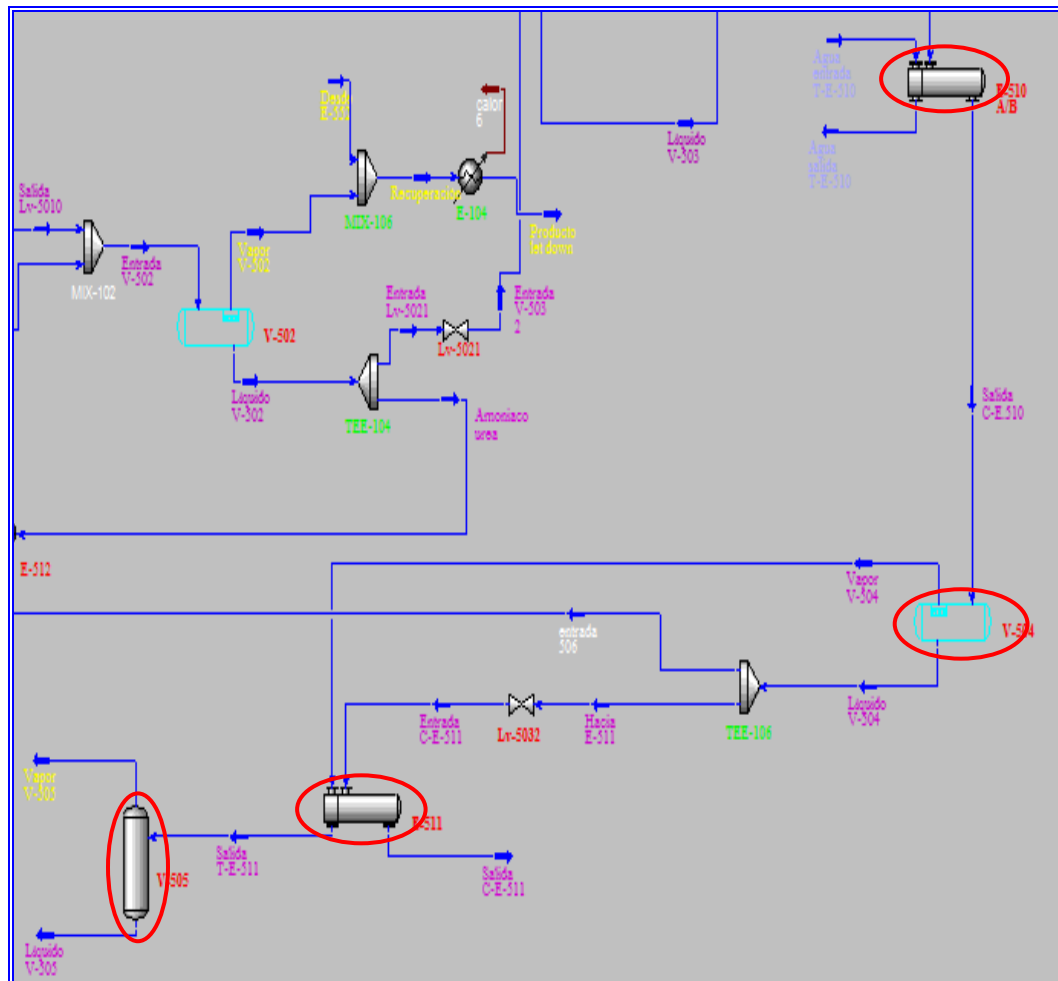 Agua
entrada
T-E-510
E-510
A/B
Desde
E-552
calor
6
Líquido
V-503
Agua
salida
T-E-510
Salida
Lv-5010
MIX-106
Recuperación
E-104
Producto
let down
Entrada
V-502
MIX-102
Vapor
V-502
V-502
Entrada
Lv-5021
Entrada
V-503
2
Lv-5021
Líquido
V-502
TEE-104
Amoniaco
urea
Salida
C-E.510
E-512
Vapor
V-504
V-504
entrada
506
Entrada
C-E-511
Hacia
E-511
Líquido
V-504
Lv-5032
TEE-106
Vapor
V-505
E-511
V-505
Salida
T-E-511
Salida
C-E-511
Líquido
V-505